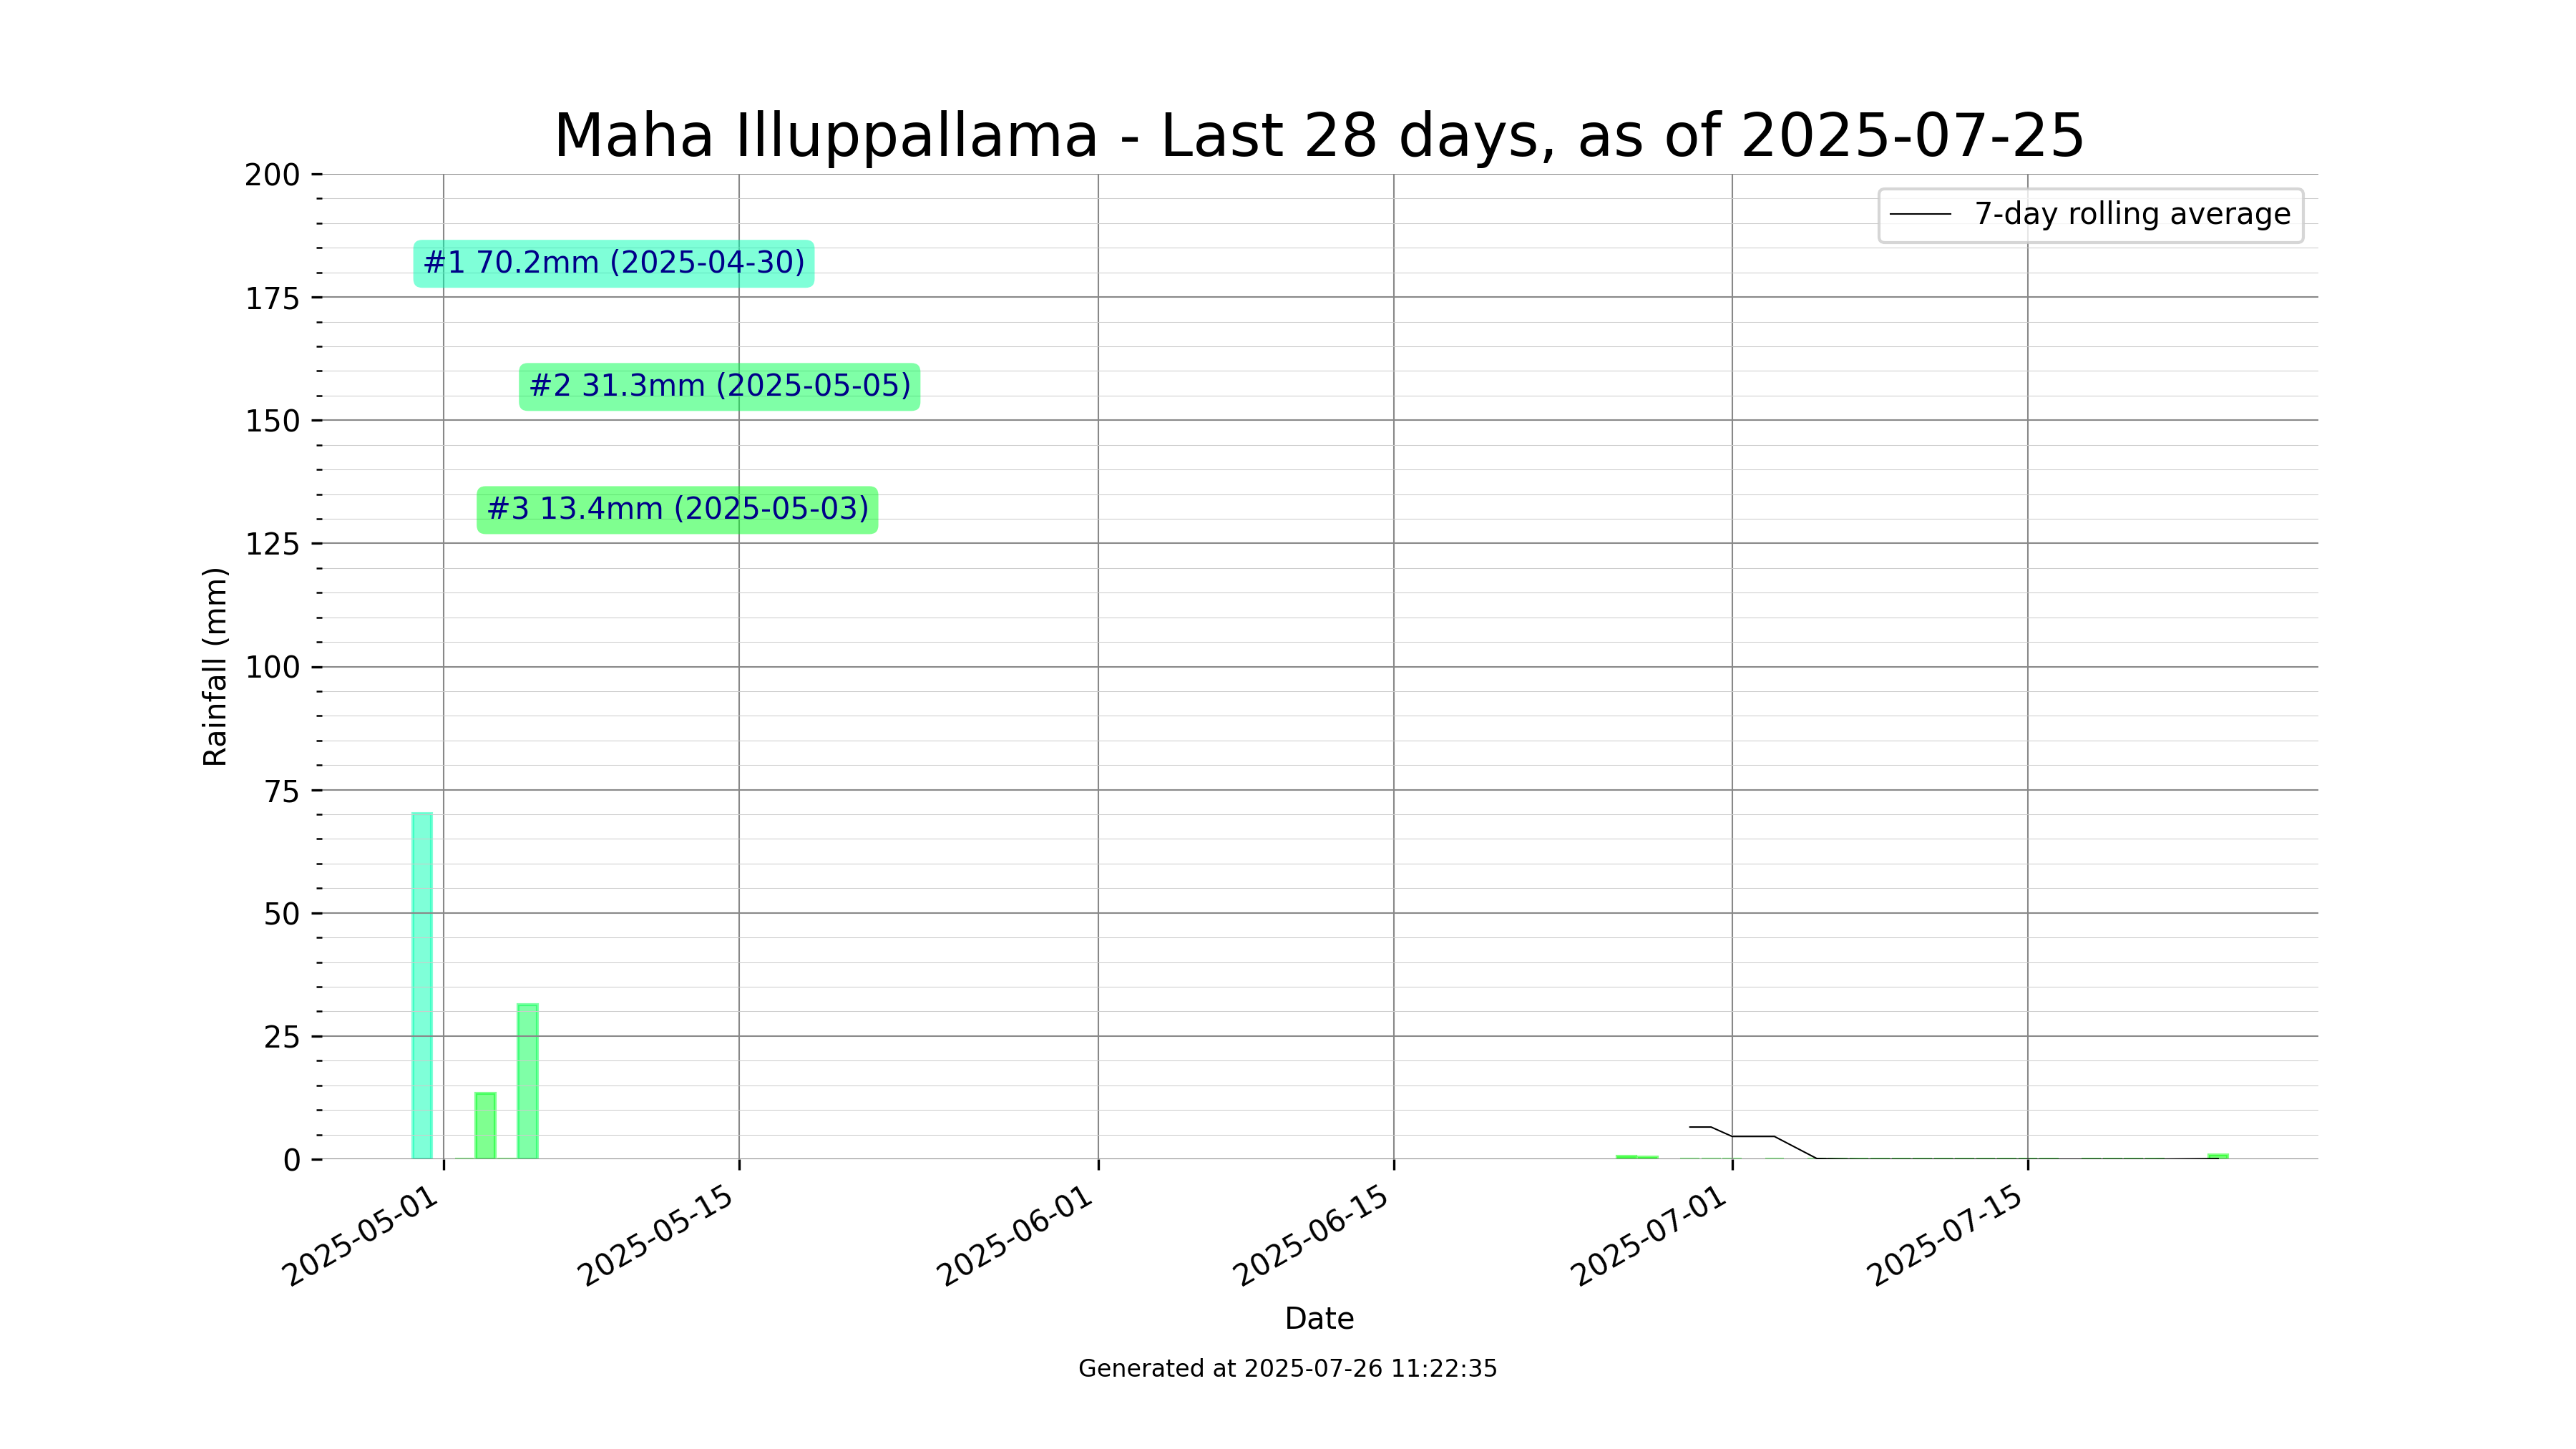 Maha Illuppallama - Last 28 days, as of 2025-07-25
7-day rolling average
#1 70.2mm (2025-04-30)
#2 31.3mm (2025-05-05)
#3 13.4mm (2025-05-03)
Rainfall (mm)
200
175
150
125
100
75
50
25
0
2025-05-01
2025-05-15
2025-06-01
2025-06-15
2025-07-01
2025-07-15
Date
Generated at 2025-07-26 11:22:35